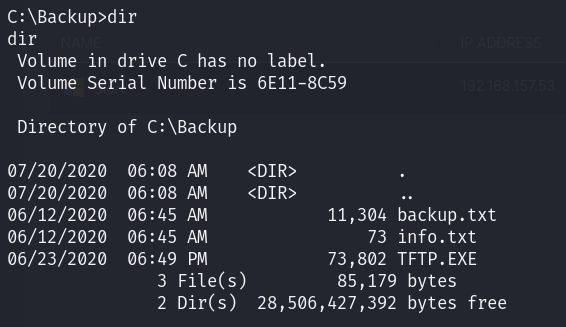 C:\Backup>dir
dir
NAME IP ADDRESS
 Volume in drive C has no label.
 Volume Serial Number is 6E11-8C59
192.168.157.53
 Directory of C:\Backup
07/20/2020  06:08 AM    <DIR>          .
07/20/2020  06:08 AM    <DIR>          ..
06/12/2020  06:45 AM            11,304 backup.txt
06/12/2020  06:45 AM                73 info.txt
06/23/2020  06:49 PM            73,802 TFTP.EXE
               3 File(s)         85,179 bytes
               2 Dir(s)  28,506,427,392 bytes free